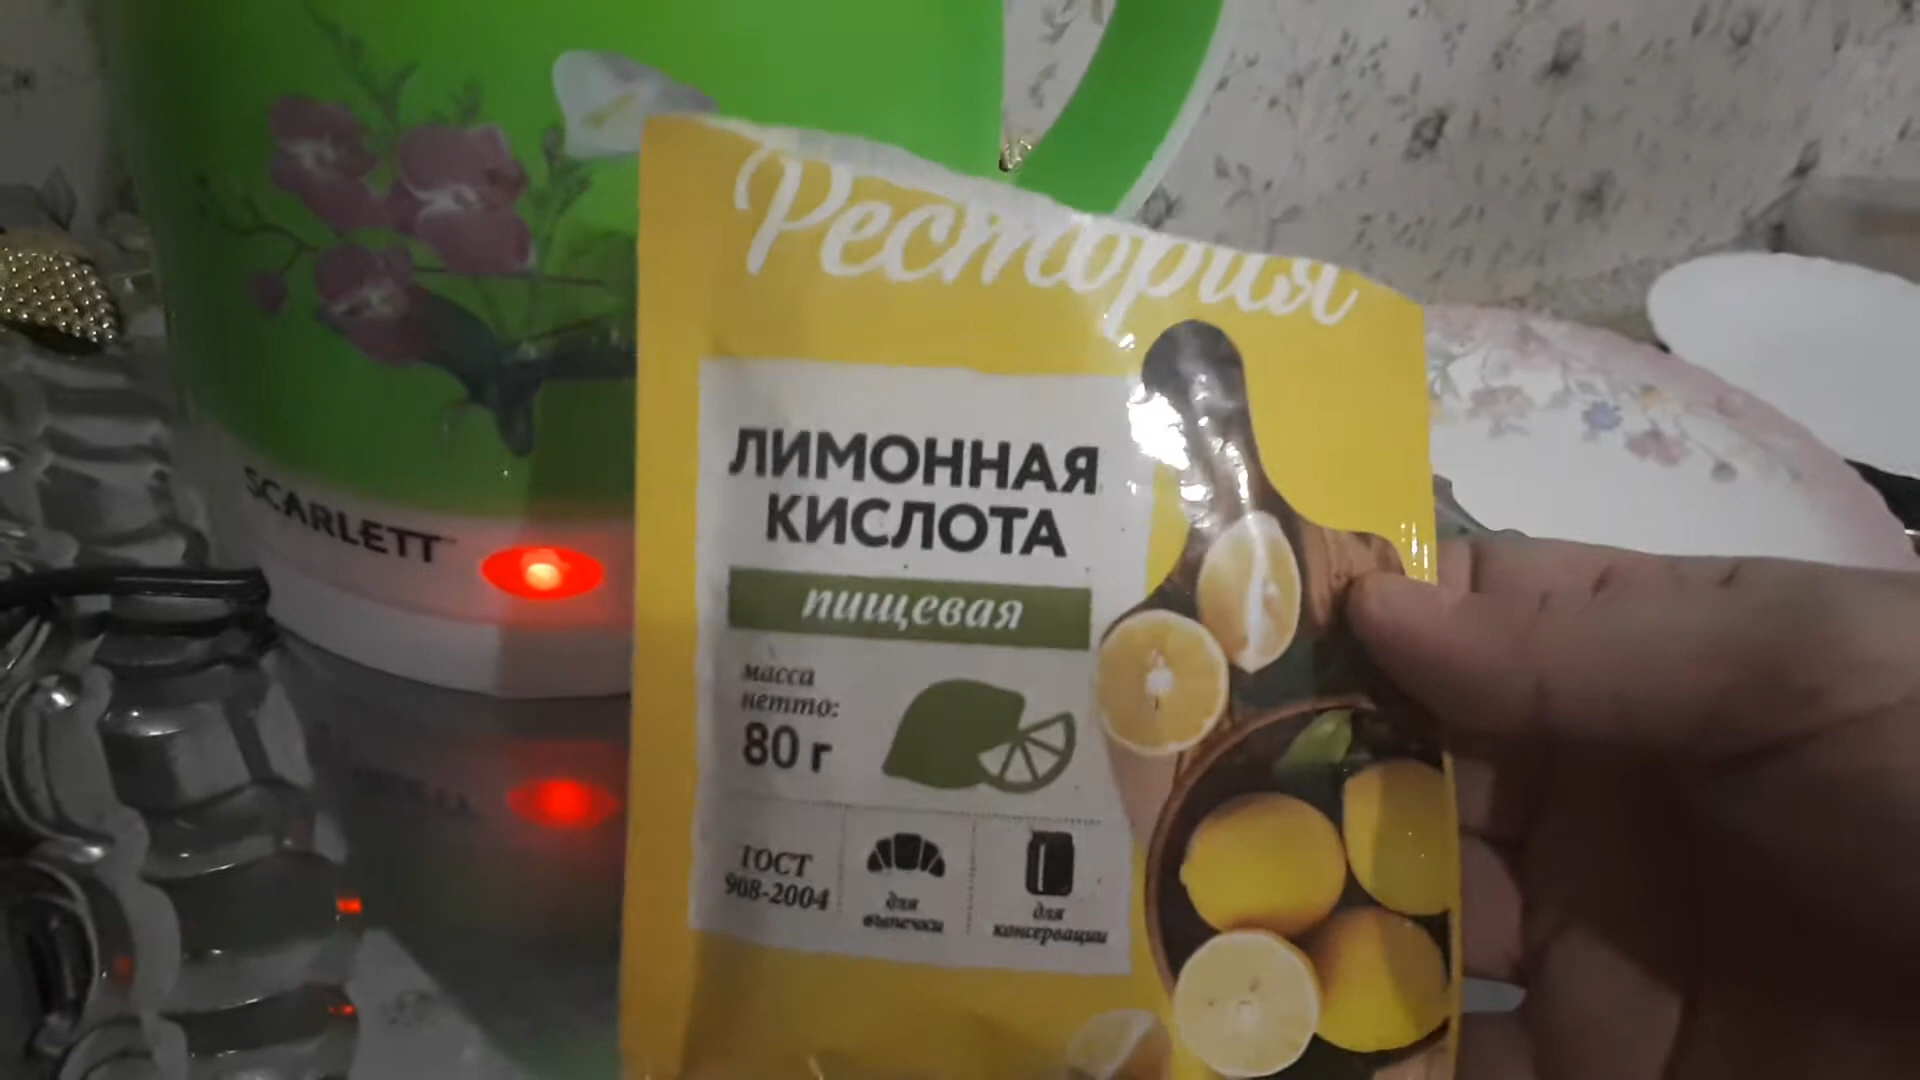 Рестория
SCARLETT
ЛИМОННАЯ
КИСЛОТА
пищевая
масса
нетто:
80 г
ГОСТ
908-2004
для
выпечки
для
консервации